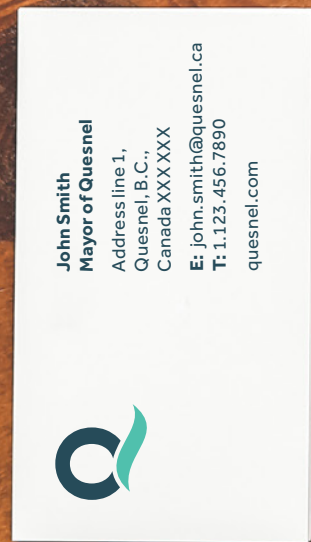 John Smith
Mayor of Quesnel
Address line 1,
Quesnel, B.C.,
Canada XXX XXX
E: john.smith@quesnel.ca
T: 1.123.456.7890
quesnel.com
Q